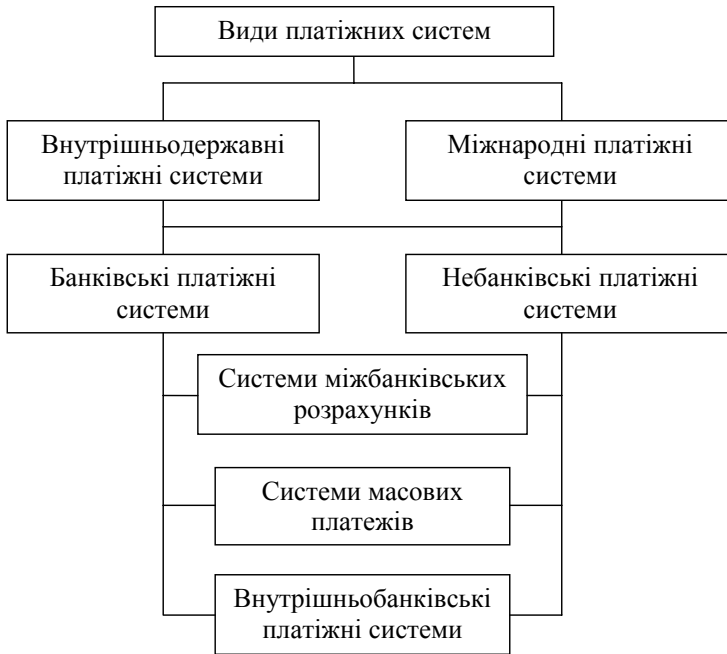 Види платіжних систем
Внутрішньодержавні
платіжні системи
Міжнародні платіжні
системи
Банківські платіжні
системи
Небанківські платіжні
системи
Системи міжбанківських
розрахунків
Системи масових
платежів
Внутрішньобанківські
платіжні системи